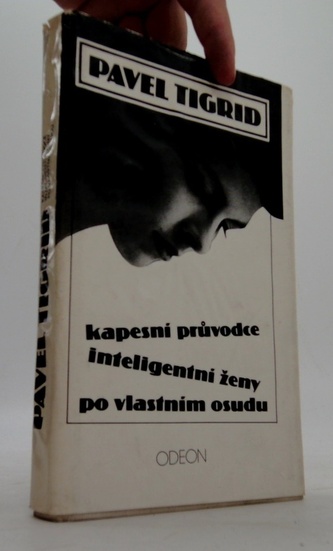 PAVEL TIGRID
kapesní průvodce
inteligentní ženy
po vlastním osudu
ODEON
PAVEL TIGRID